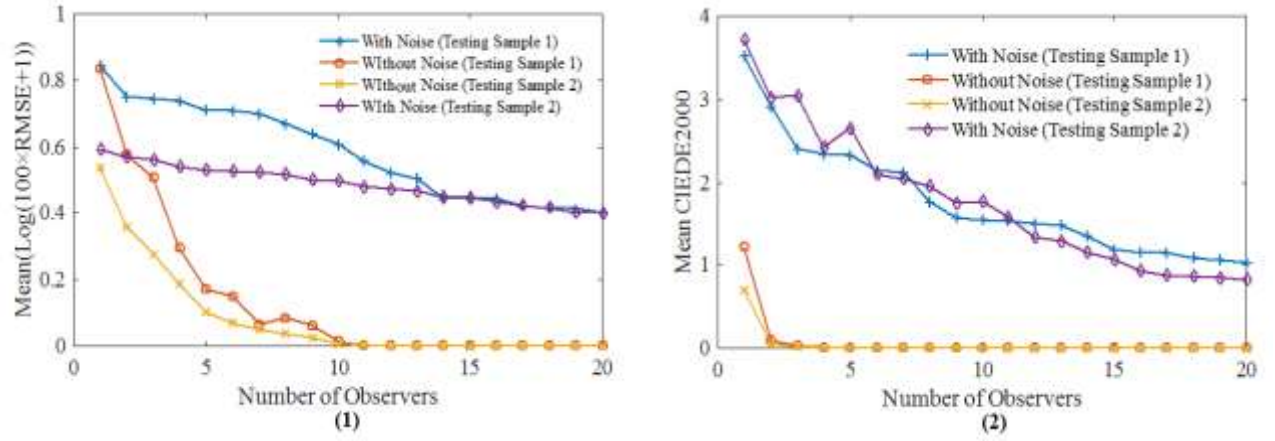 1
0.8
0.6
0.4
0.2
0
Mean(Log(100×RMSE+1)
With Noise (Testing Sample 1)
WIthout Noise (Testing Sample 1)
WIthout Noise (Testing Sample 2)
WIth Noise (Testing Sample 2)
0 5 10 15 20
Number of Observers
(1)
4
3
2
1
0
Mean CIEDE2000
With Noise (Testing Sample 1)
Without Noise (Testing Sample 1)
Without Noise (Testing Sample 2)
With Noise (Testing Sample 2)
0 5 10 15 20
Number of Observers
(2)